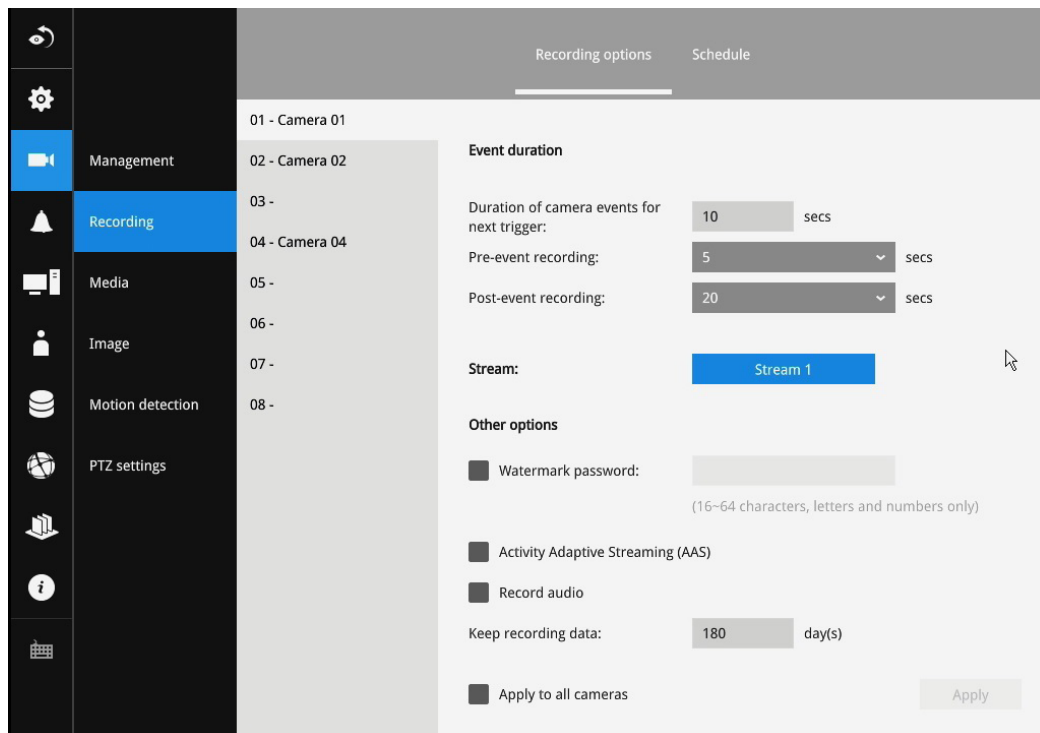 Recording options
Schedule
Management
Recording
Media
Image
Motion detection
PTZ settings
01 - Camera 01
02 - Camera 02
03 -
04 - Camera 04
05 -
06 -
07 -
08 -
Event duration
Duration of camera events for
next trigger:
10 secs
Pre-event recording: 5 secs
Post-event recording: 20 secs
Stream: Stream 1
Other options
Watermark password:
(16~64 characters, letters and numbers only)
Activity Adaptive Streaming (AAS)
Record audio
Keep recording data: 180 day(s)
Apply to all cameras
Apply